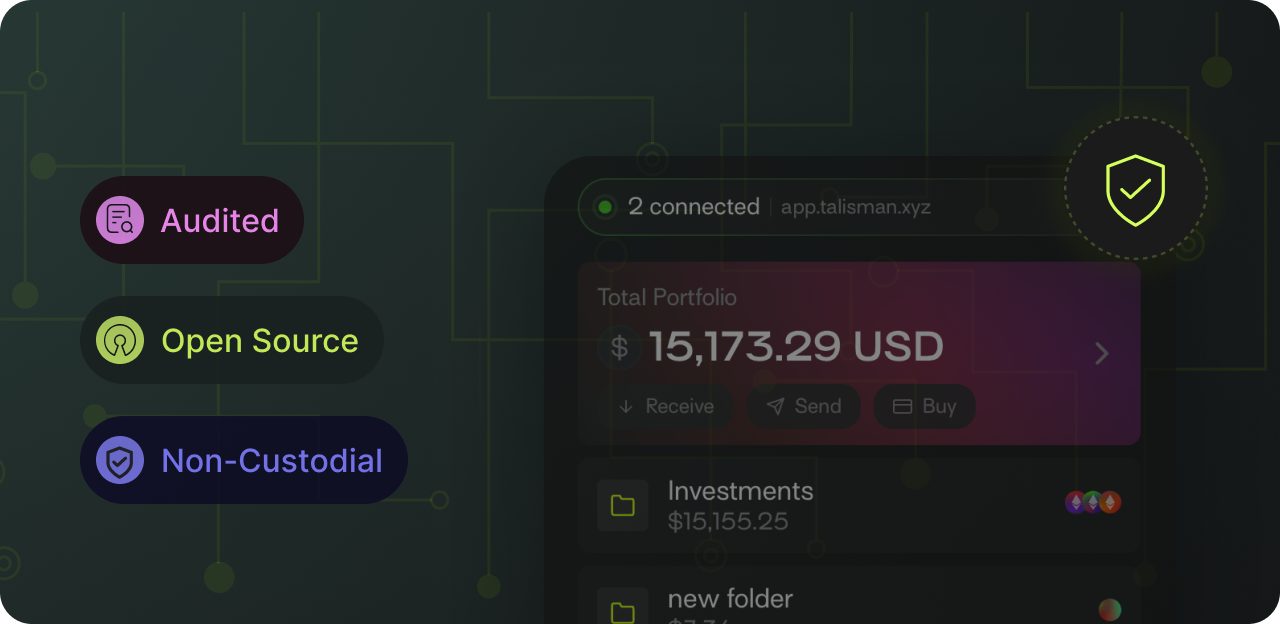 Audited
Open Source
Non-Custodial
2 connected
app.talisman.xyz
Total Portfolio
$ 15,173.29 USD
Receive
Send
Buy
Investments
$15,155.25
new folder